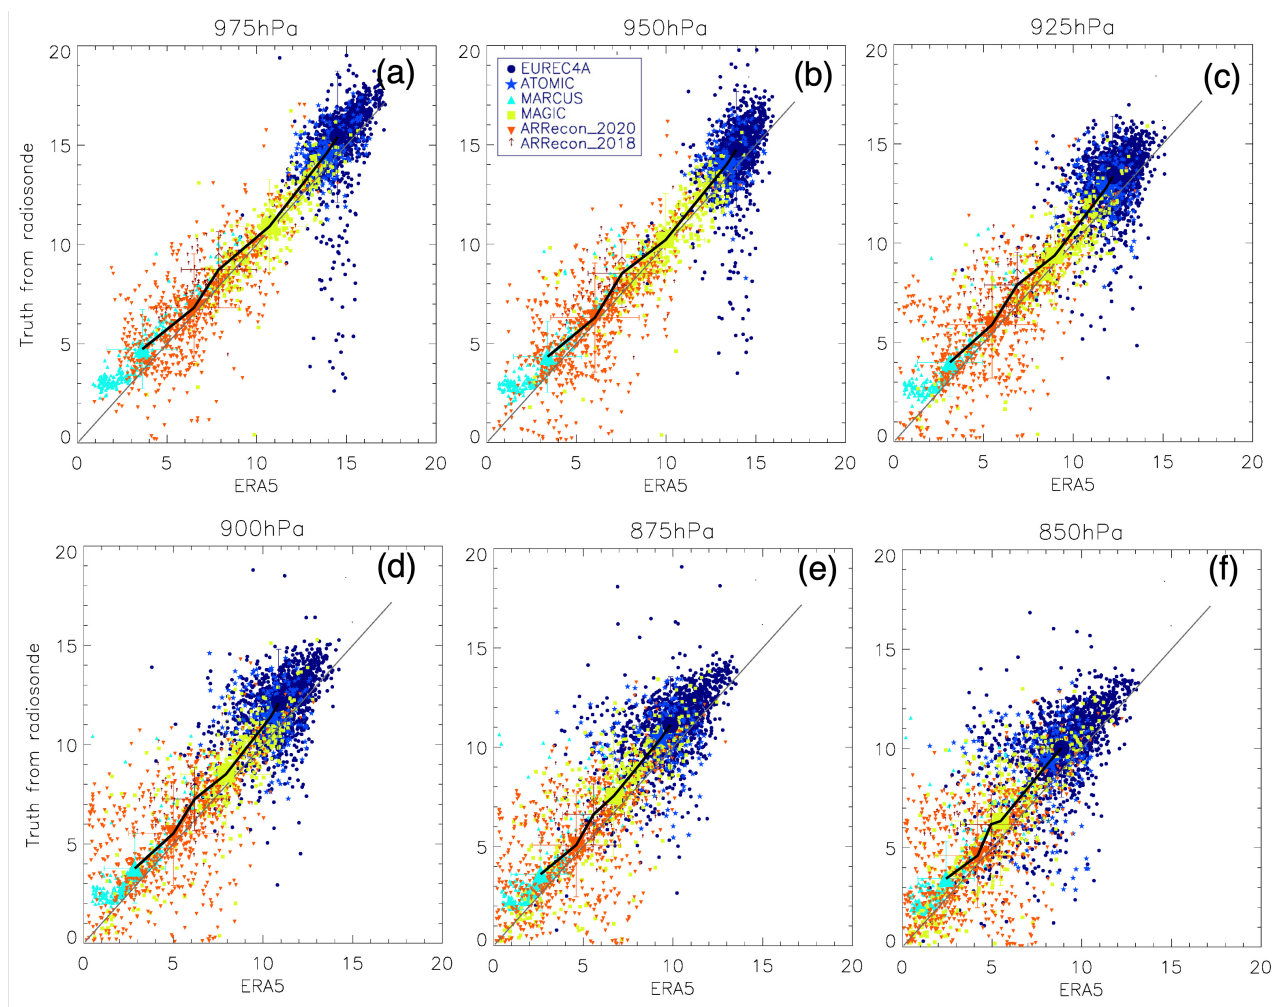 975hPa
950hPa
925hPa
(a)
(b)
(c)
EUREC4A
ATOMIC
MARCUS
MAGIC
ARRecon_2020
ARRecon_2018
Truth from radiosonde
20
15
10
5
0
20
15
10
5
0
20
15
10
5
0
0 5 10 15 20
0 5 10 15 20
0 5 10 15 20
ERA5
ERA5
ERA5
900hPa
875hPa
850hPa
(d)
(e)
(f)
Truth from radiosonde
20
15
10
5
0
20
15
10
5
0
20
15
10
5
0
0 5 10 15 20
0 5 10 15 20
0 5 10 15 20
ERA5
ERA5
ERA5